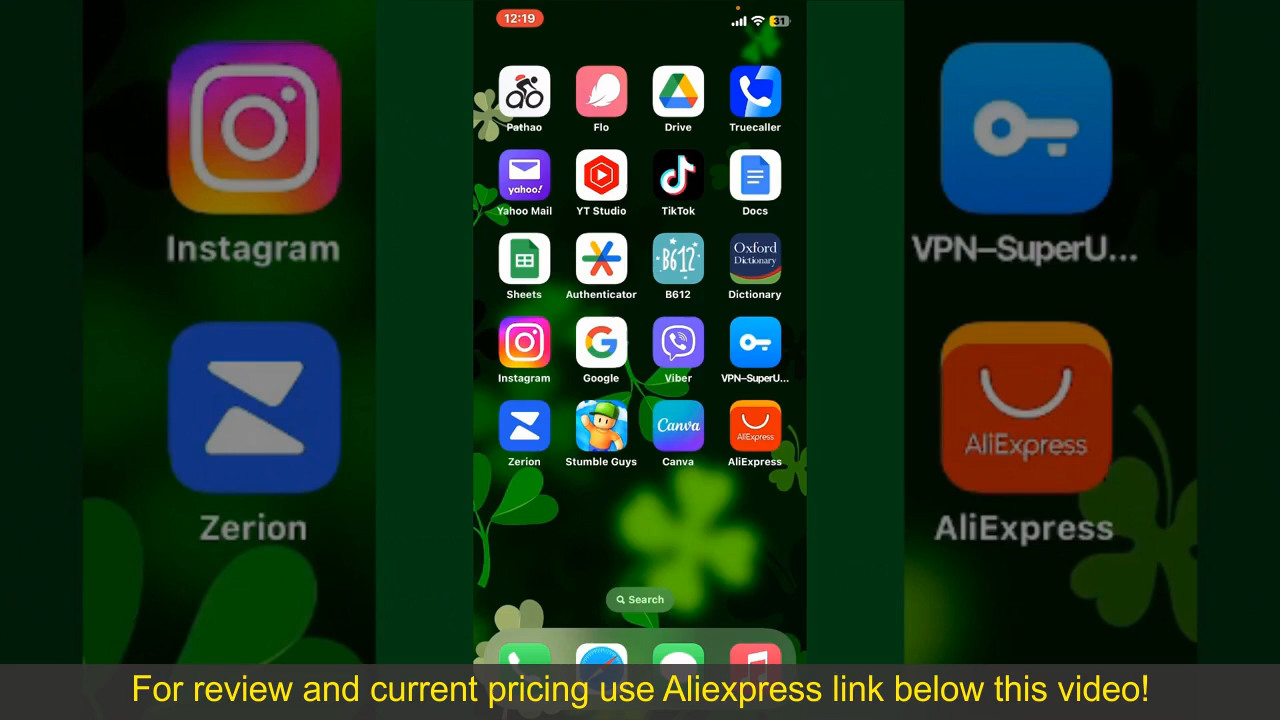 12:19
31
Pathao Flo Drive Truecaller
yahoo!
Yahoo Mail YT Studio TikTok Docs
B612
Oxford
Dictionary
Sheets Authenticator B612 Dictionary
Instagram Google Viber VPN–SuperU...
Canva
AliExpress
Zerion Stumble Guys Canva AliExpress
Search
Instagram
Zerion
VPN–SuperU...
AliExpress
AliExpress
For review and current pricing use Aliexpress link below this video!